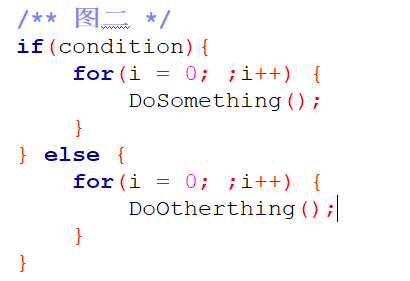 /** 图二 */
if(condition){
    for(i = 0; ;i++) {
        DoSomething();
    }
} else {
    for(i = 0; ;i++) {
        DoOtherthing();
    }
}